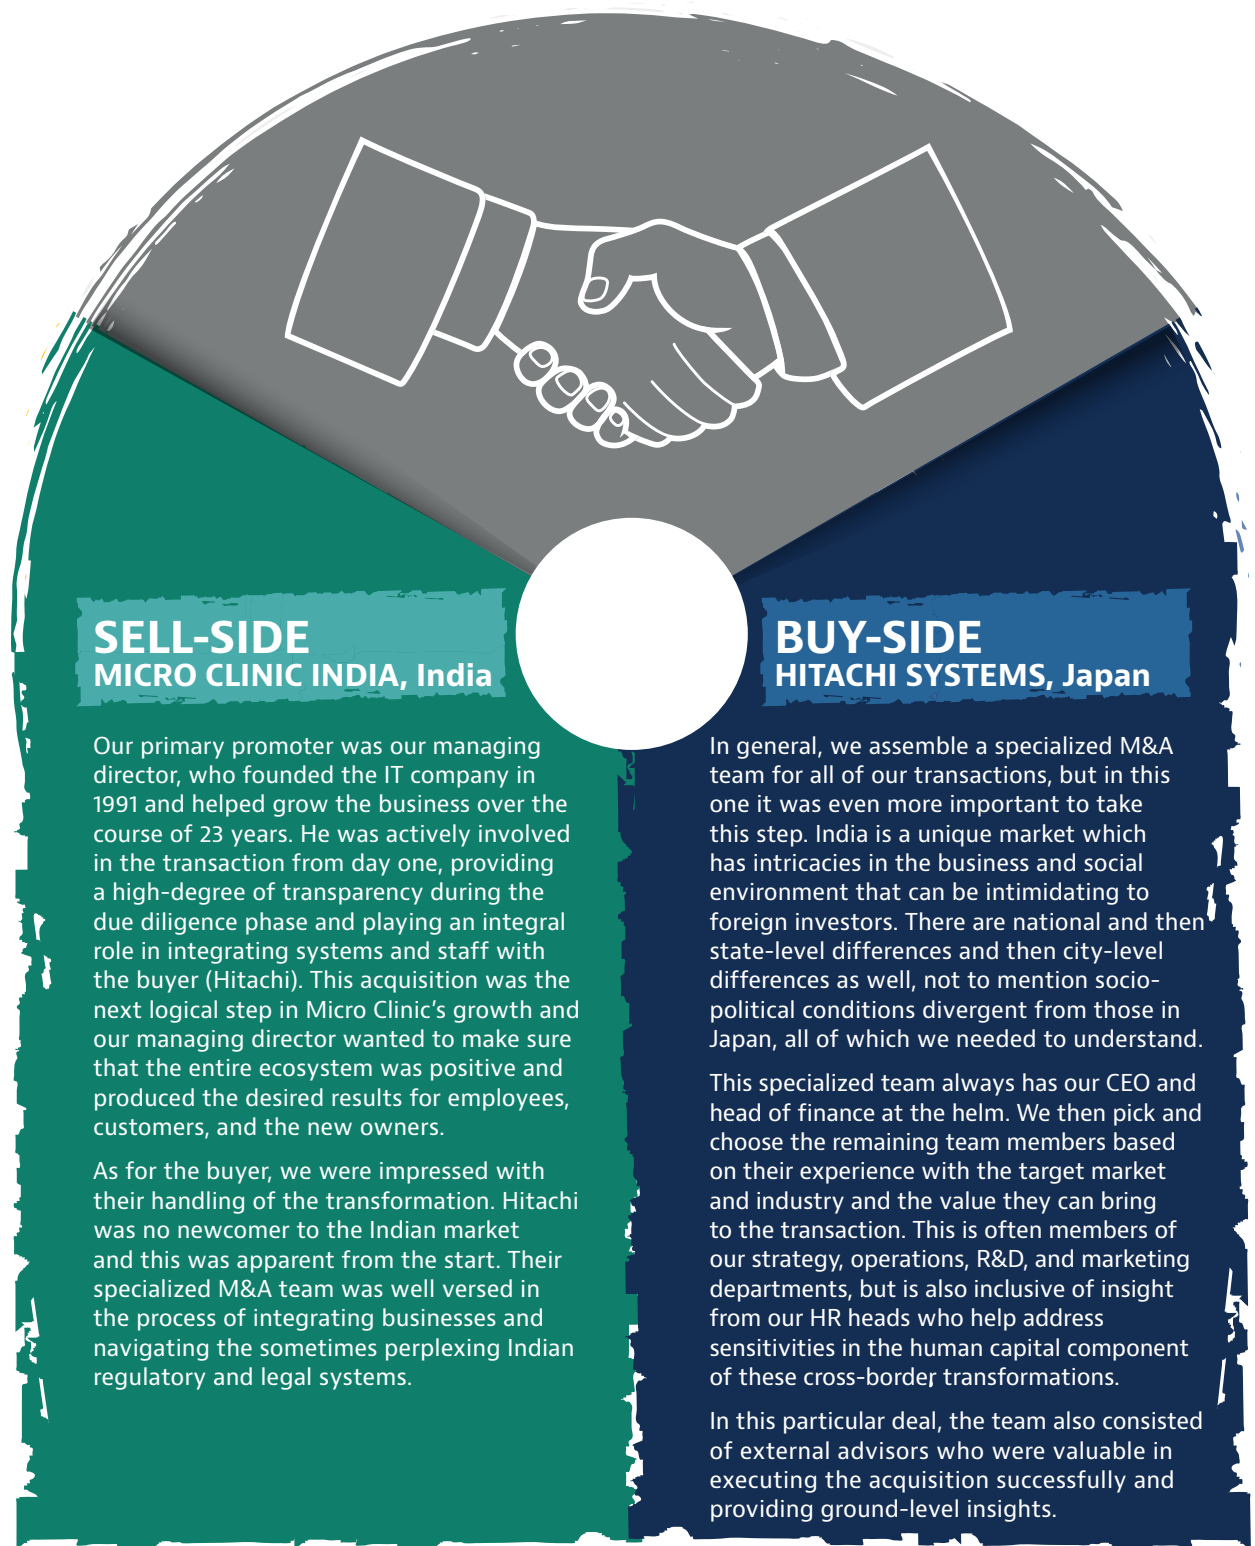 SELL-SIDE
MICRO CLINIC INDIA, India
Our primary promoter was our managing
director, who founded the IT company in
1991 and helped grow the business over the
course of 23 years. He was actively involved
in the transaction from day one, providing
a high-degree of transparency during the
due diligence phase and playing an integral
role in integrating systems and staff with
the buyer (Hitachi). This acquisition was the
next logical step in Micro Clinic’s growth and
our managing director wanted to make sure
that the entire ecosystem was positive and
produced the desired results for employees,
customers, and the new owners.
As for the buyer, we were impressed with
their handling of the transformation. Hitachi
was no newcomer to the Indian market
and this was apparent from the start. Their
specialized M&A team was well versed in
the process of integrating businesses and
navigating the sometimes perplexing Indian
regulatory and legal systems.
BUY-SIDE
HITACHI SYSTEMS, Japan
In general, we assemble a specialized M&A
team for all of our transactions, but in this
one it was even more important to take
this step. India is a unique market which
has intricacies in the business and social
environment that can be intimidating to
foreign investors. There are national and then
state-level differences and then city-level
differences as well, not to mention socio-
political conditions divergent from those in
Japan, all of which we needed to understand.
This specialized team always has our CEO and
head of finance at the helm. We then pick and
choose the remaining team members based
on their experience with the target market
and industry and the value they can bring
to the transaction. This is often members of
our strategy, operations, R&D, and marketing
departments, but is also inclusive of insight
from our HR heads who help address
sensitivities in the human capital component
of these cross-border transformations.
In this particular deal, the team also consisted
of external advisors who were valuable in
executing the acquisition successfully and
providing ground-level insights.